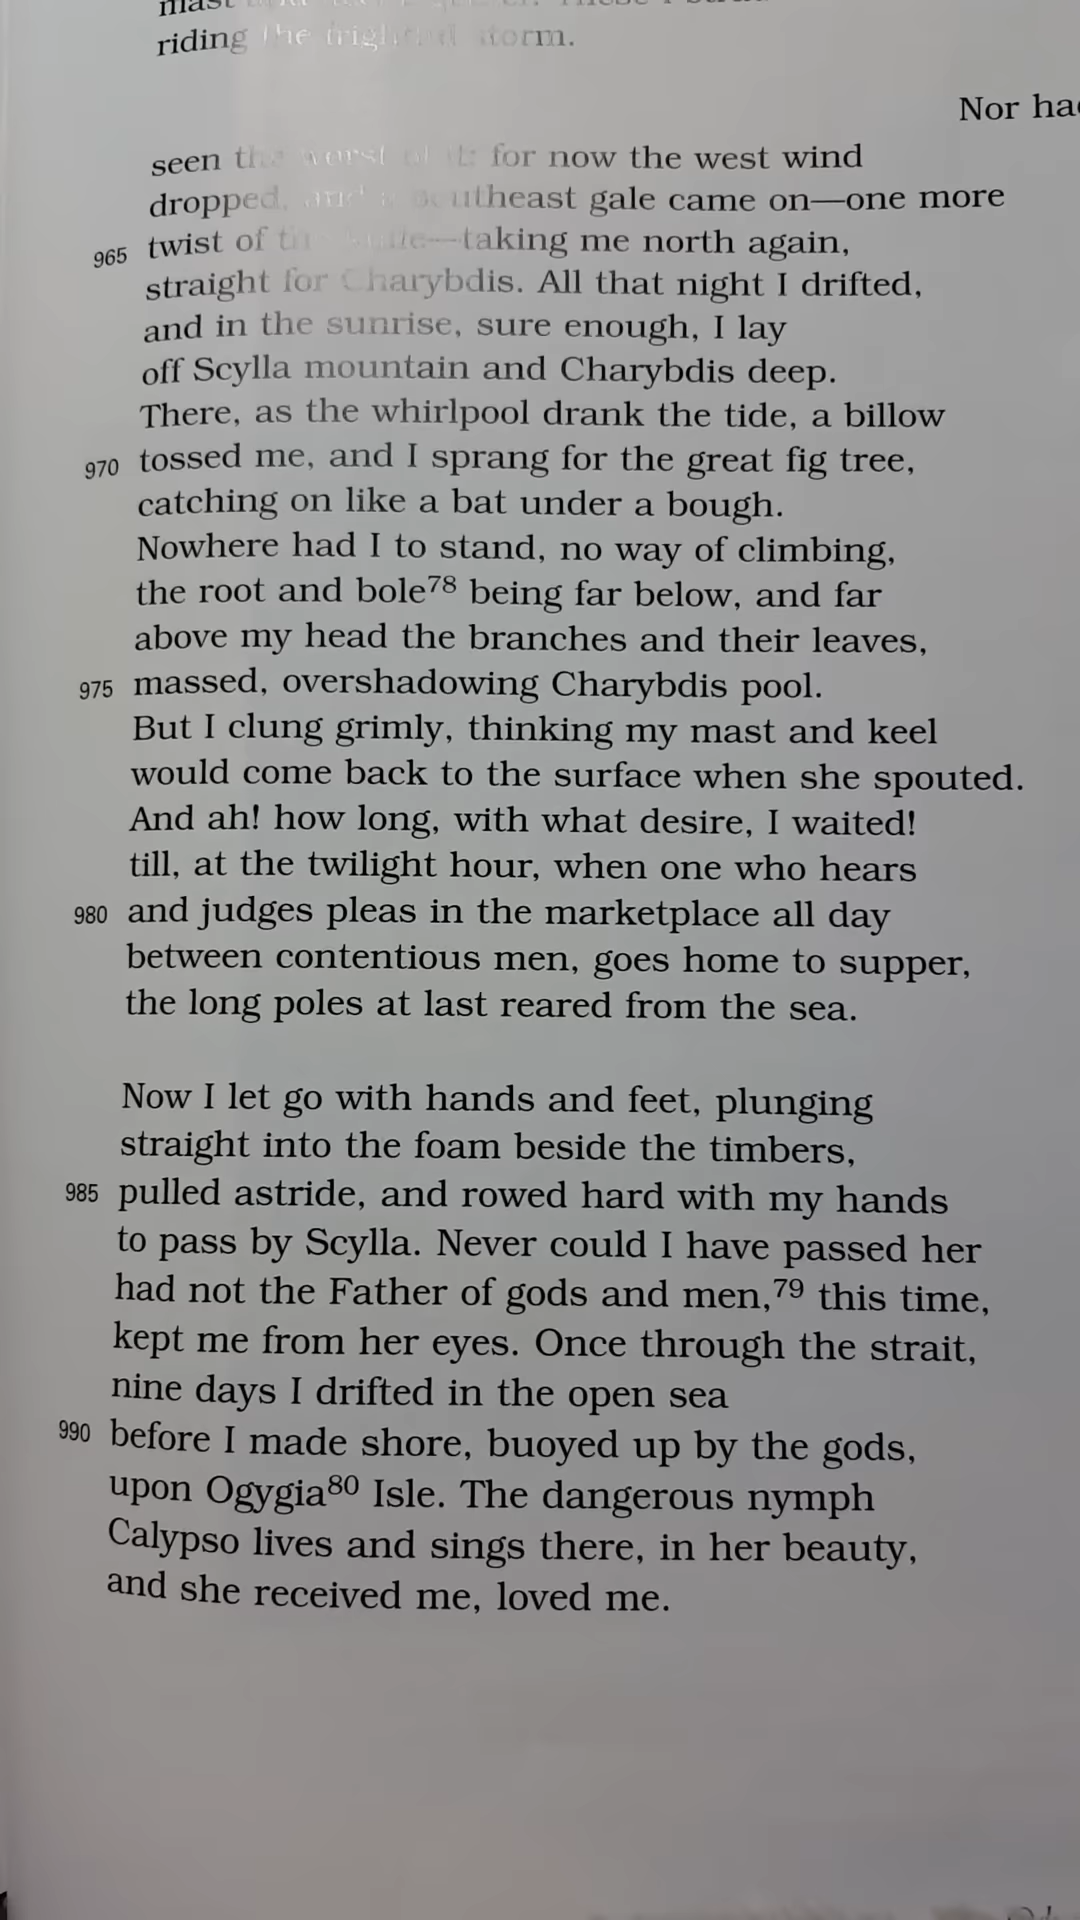 riding the frightful storm.
Nor had
seen the worst of it: for now the west wind
dropped, and a southeast gale came on—one more
965 twist of the knife—taking me north again,
straight for Charybdis. All that night I drifted,
and in the sunrise, sure enough, I lay
off Scylla mountain and Charybdis deep.
There, as the whirlpool drank the tide, a billow
970 tossed me, and I sprang for the great fig tree,
catching on like a bat under a bough.
Nowhere had I to stand, no way of climbing,
the root and bole78 being far below, and far
above my head the branches and their leaves,
975 massed, overshadowing Charybdis pool.
But I clung grimly, thinking my mast and keel
would come back to the surface when she spouted.
And ah! how long, with what desire, I waited!
till, at the twilight hour, when one who hears
980 and judges pleas in the marketplace all day
between contentious men, goes home to supper,
the long poles at last reared from the sea.
Now I let go with hands and feet, plunging
straight into the foam beside the timbers,
985 pulled astride, and rowed hard with my hands
to pass by Scylla. Never could I have passed her
had not the Father of gods and men,79 this time,
kept me from her eyes. Once through the strait,
nine days I drifted in the open sea
990 before I made shore, buoyed up by the gods,
upon Ogygia80 Isle. The dangerous nymph
Calypso lives and sings there, in her beauty,
and she received me, loved me.